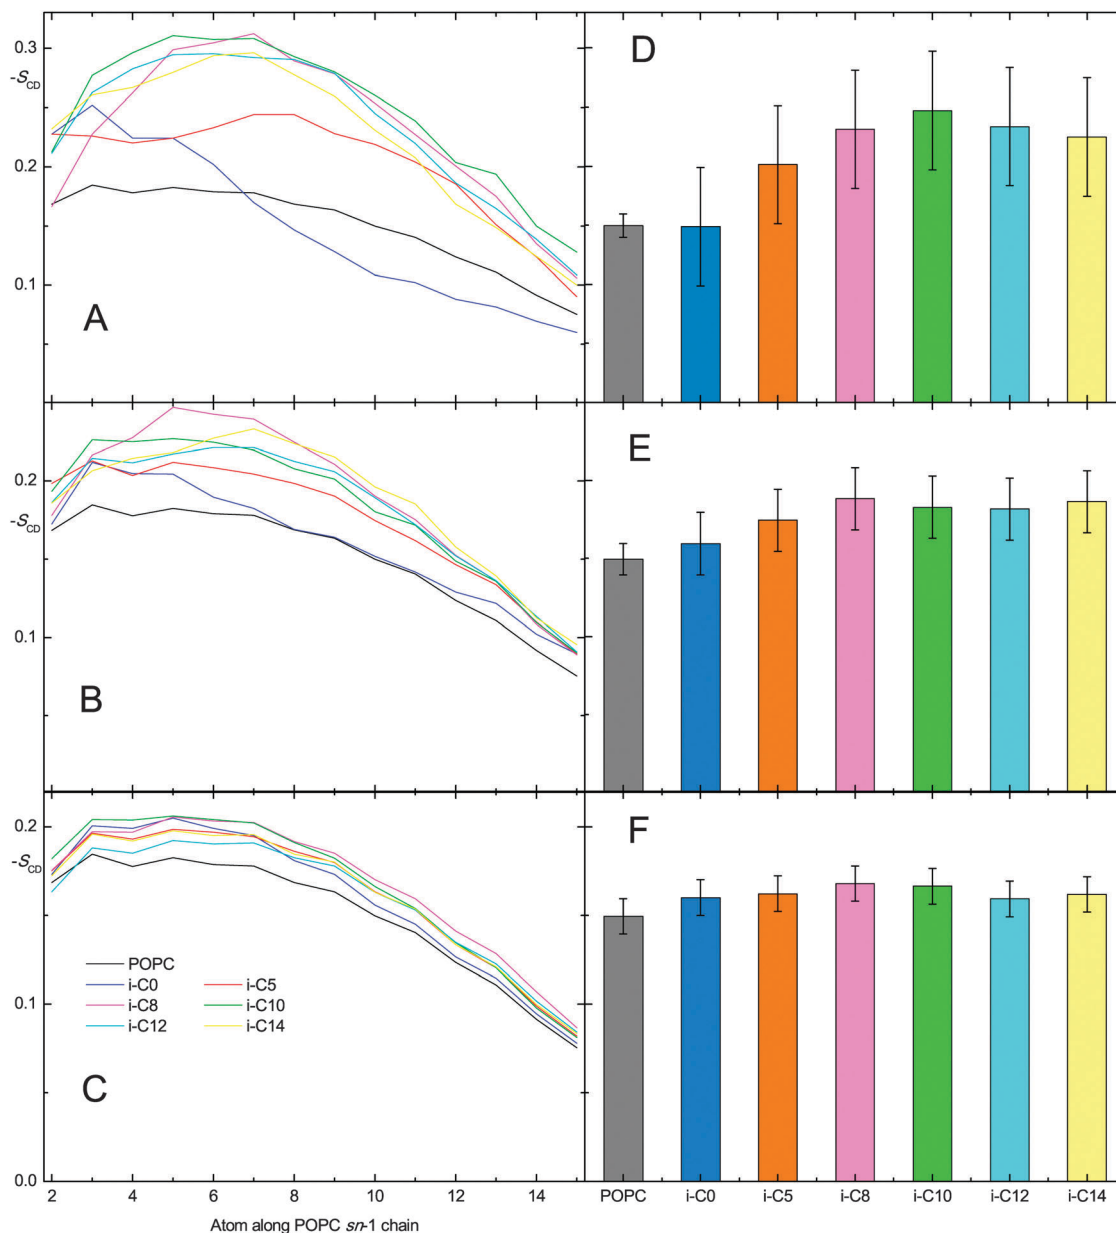 0.3
-SCD
0.2
0.1
A
D
0.2
-SCD
0.1
B
E
0.2
-SCD
0.1
0.0
POPC
i-C0 i-C5
i-C8 i-C10
i-C12 i-C14
C
F
2 4 6 8 10 12 14
Atom along POPC sn-1 chain
POPC i-C0 i-C5 i-C8 i-C10 i-C12 i-C14